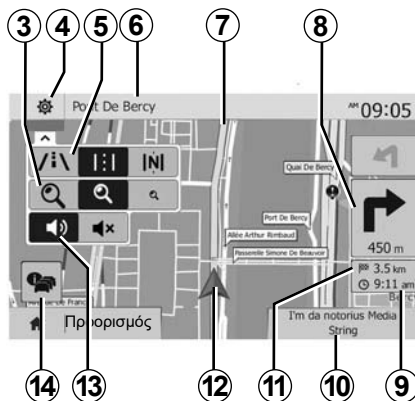 3 4 5 6 7 8
Pont De Bercy
AM 09:05
N
Quai De Bercy
Port De Bercy
Allée Arthur Rimbaud
Passerelle Simone De Beauvoir
450 m
3.5 km
9:11 am
Προορισμός
I'm da notorius Media
String
14 13 12 11 10 9